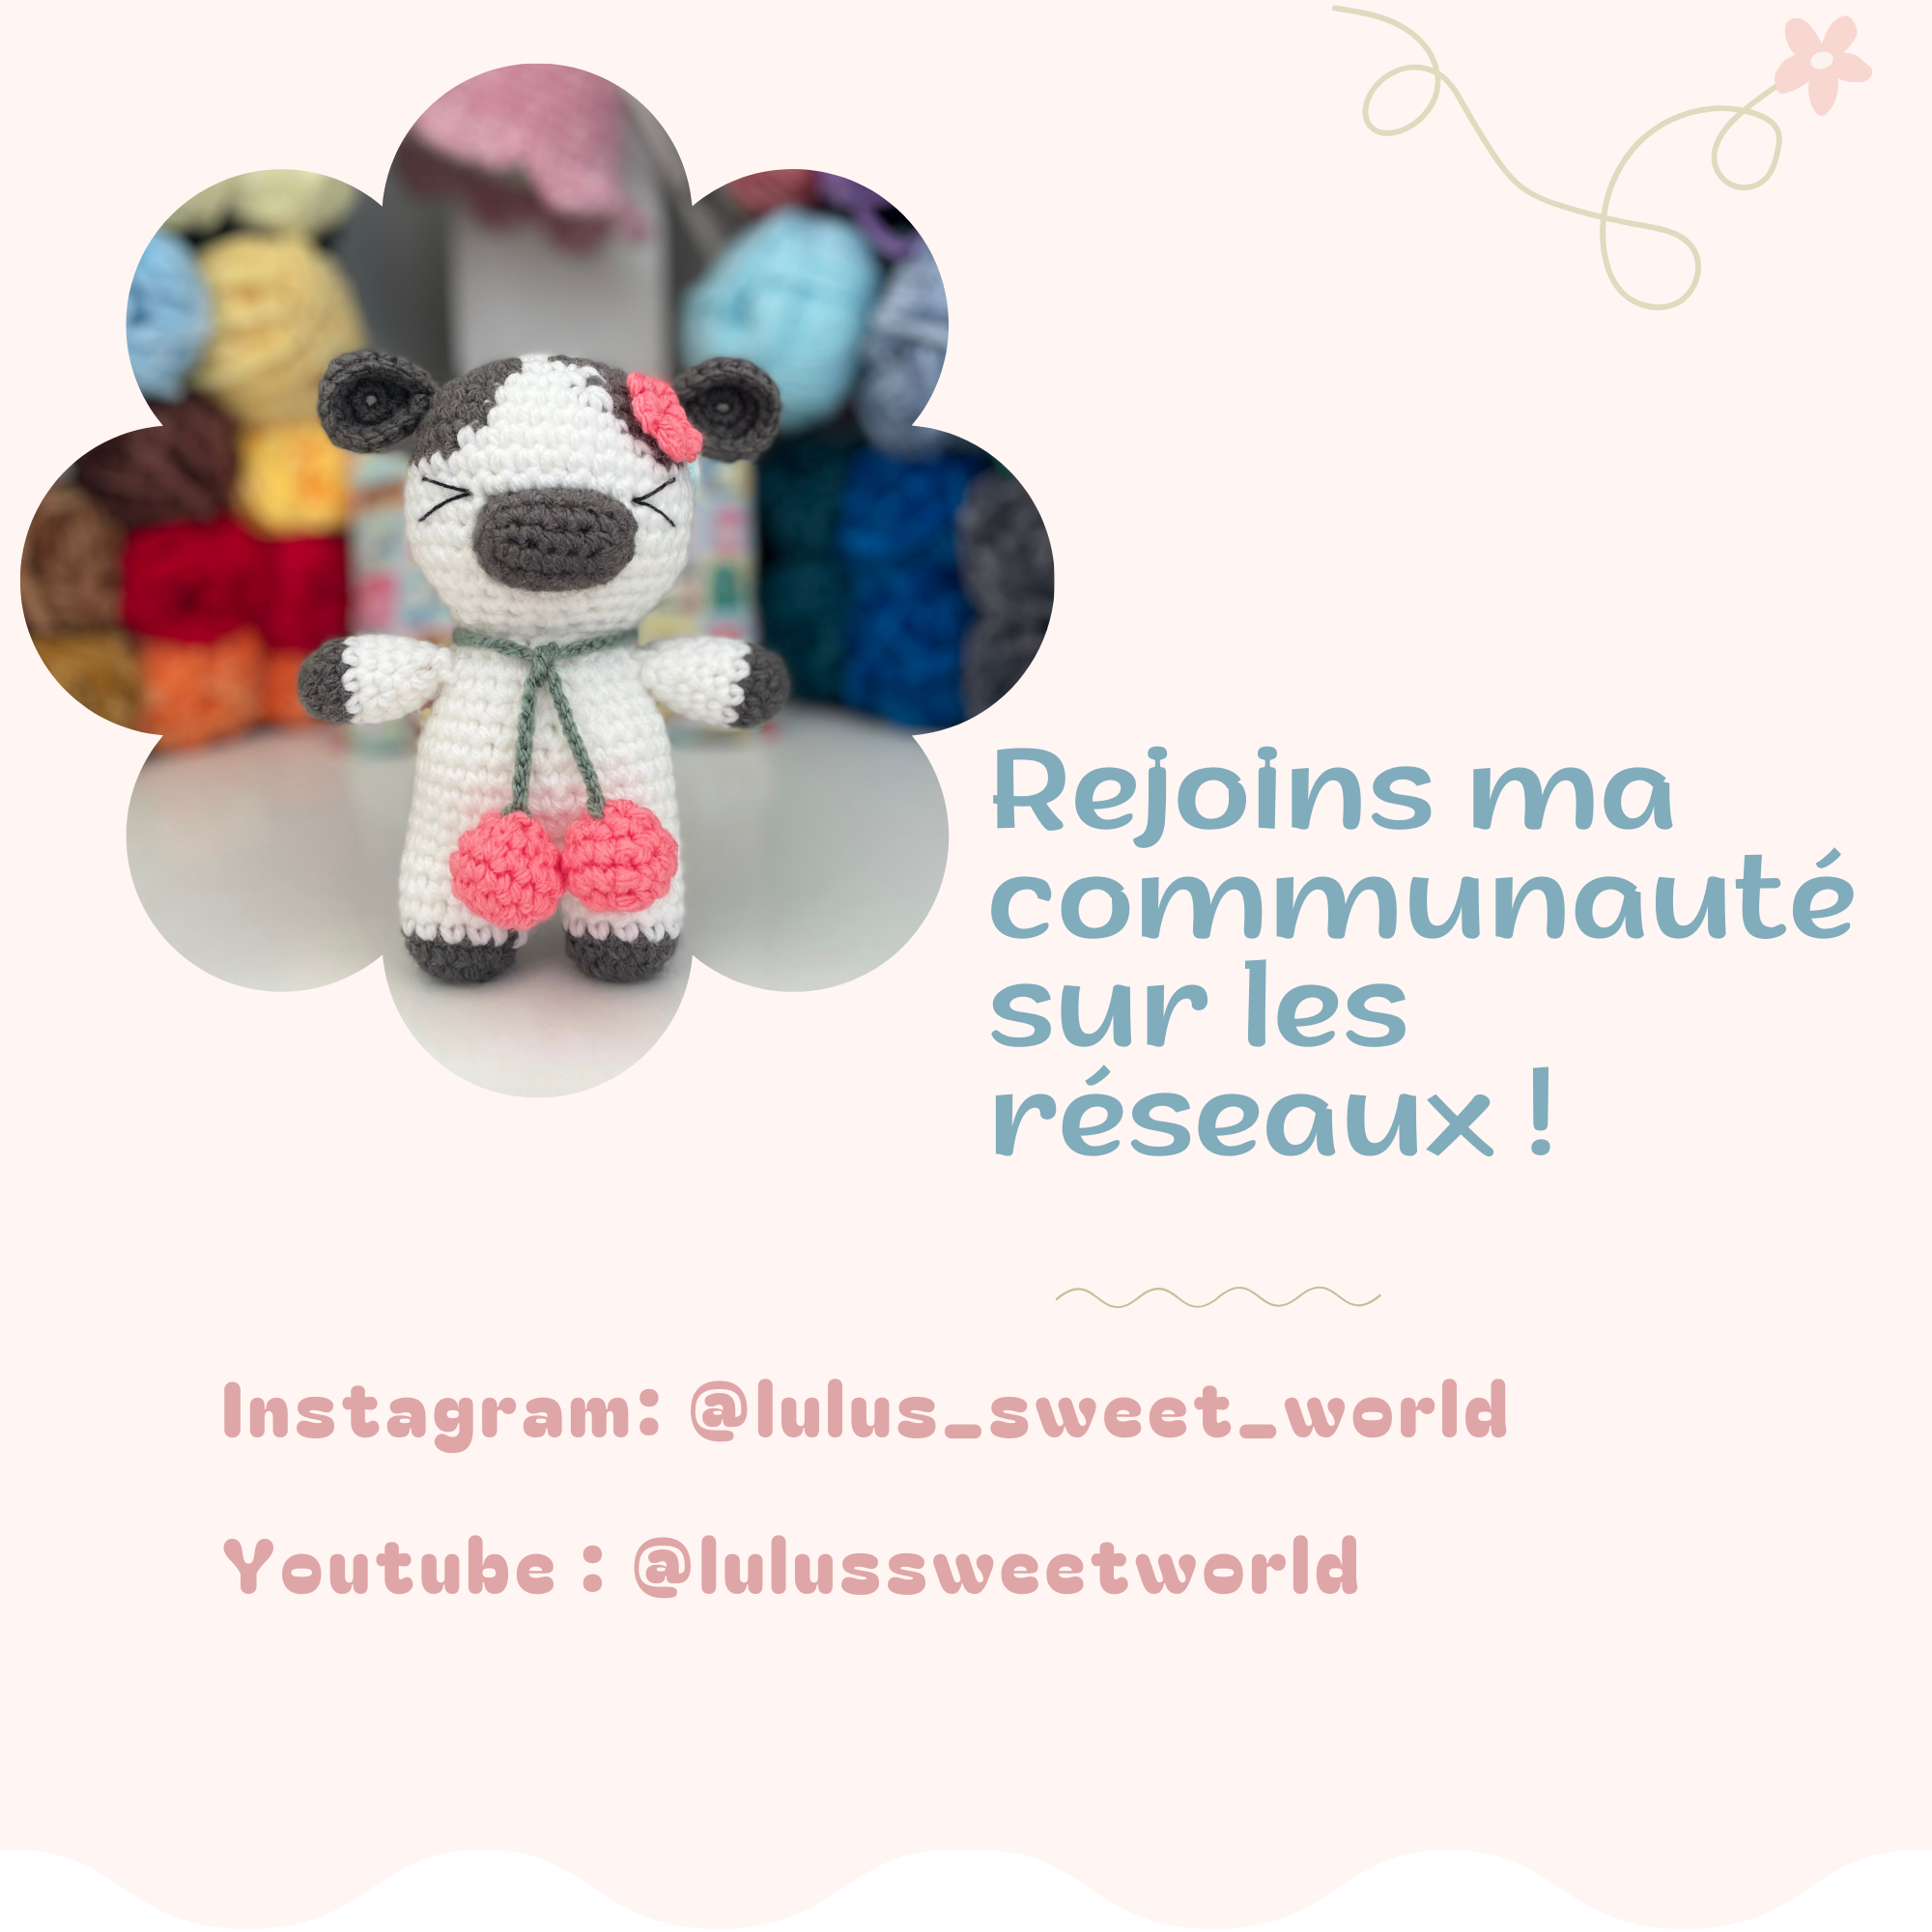 Rejoins ma
communauté
sur les
réseaux !
Instagram: @lulus_sweet_world
Youtube : @lulussweetworld